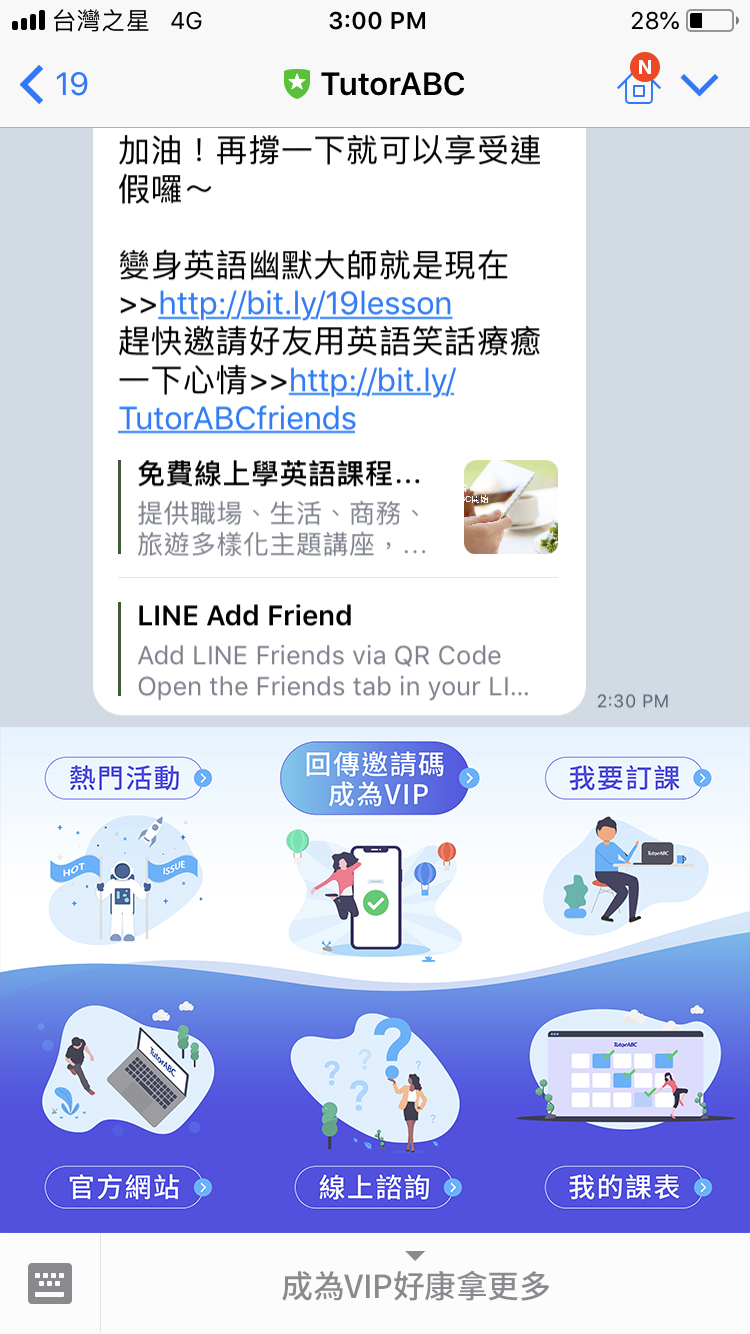 台灣之星 4G 3:00 PM 28%
19 TutorABC N
加油！再撐一下就可以享受連
假囉～
變身英語幽默大師就是現在
>>http://bit.ly/19lesson
趕快邀請好友用英語笑話療癒
一下心情>>http://bit.ly/
TutorABCfriends
免費線上學英語課程...
提供職場、生活、商務、
旅遊多樣化主題講座，...
LINE Add Friend
Add LINE Friends via QR Code
Open the Friends tab in your LI...
2:30 PM
熱門活動
回傳邀請碼
成為VIP
我要訂課
HOT ISSUE
TutorABC
TutorABC
TutorABC
官方網站
線上諮詢
我的課表
成為VIP好康拿更多